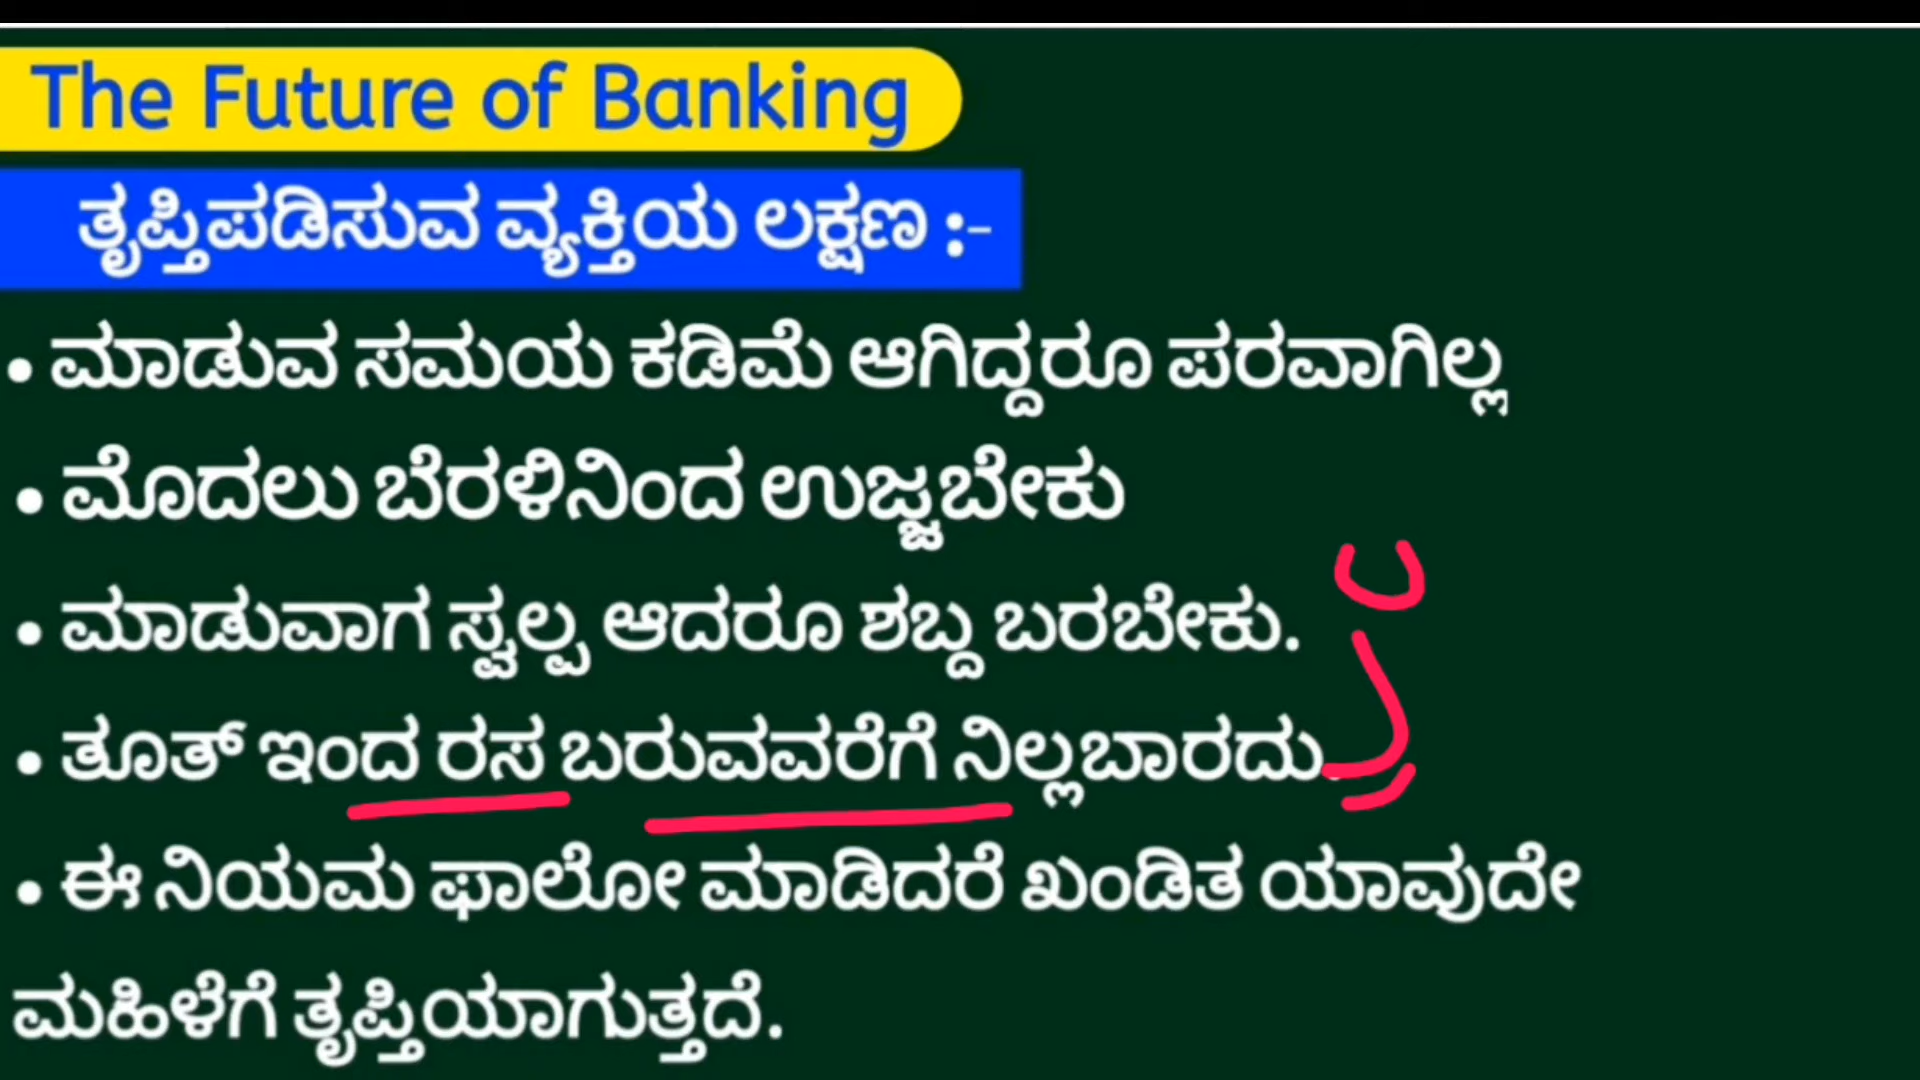 The Future of Banking
ತೃಪ್ತಿಪಡಿಸುವ ವ್ಯಕ್ತಿಯ ಲಕ್ಷಣ :-
• ಮಾಡುವ ಸಮಯ ಕಡಿಮೆ ಆಗಿದ್ದರೂ ಪರವಾಗಿಲ್ಲ
• ಮೊದಲು ಬೆರಳಿನಿಂದ ಉಜ್ಜಬೇಕು
• ಮಾಡುವಾಗ ಸ್ವಲ್ಪ ಆದರೂ ಶಬ್ದ ಬರಬೇಕು.
• ತೂತ್ ಇಂದ ರಸ ಬರುವವರೆಗೆ ನಿಲ್ಲಬಾರದು.
• ಈ ನಿಯಮ ಫಾಲೋ ಮಾಡಿದರೆ ಖಂಡಿತ ಯಾವುದೇ
ಮಹಿಳೆಗೆ ತೃಪ್ತಿಯಾಗುತ್ತದೆ.